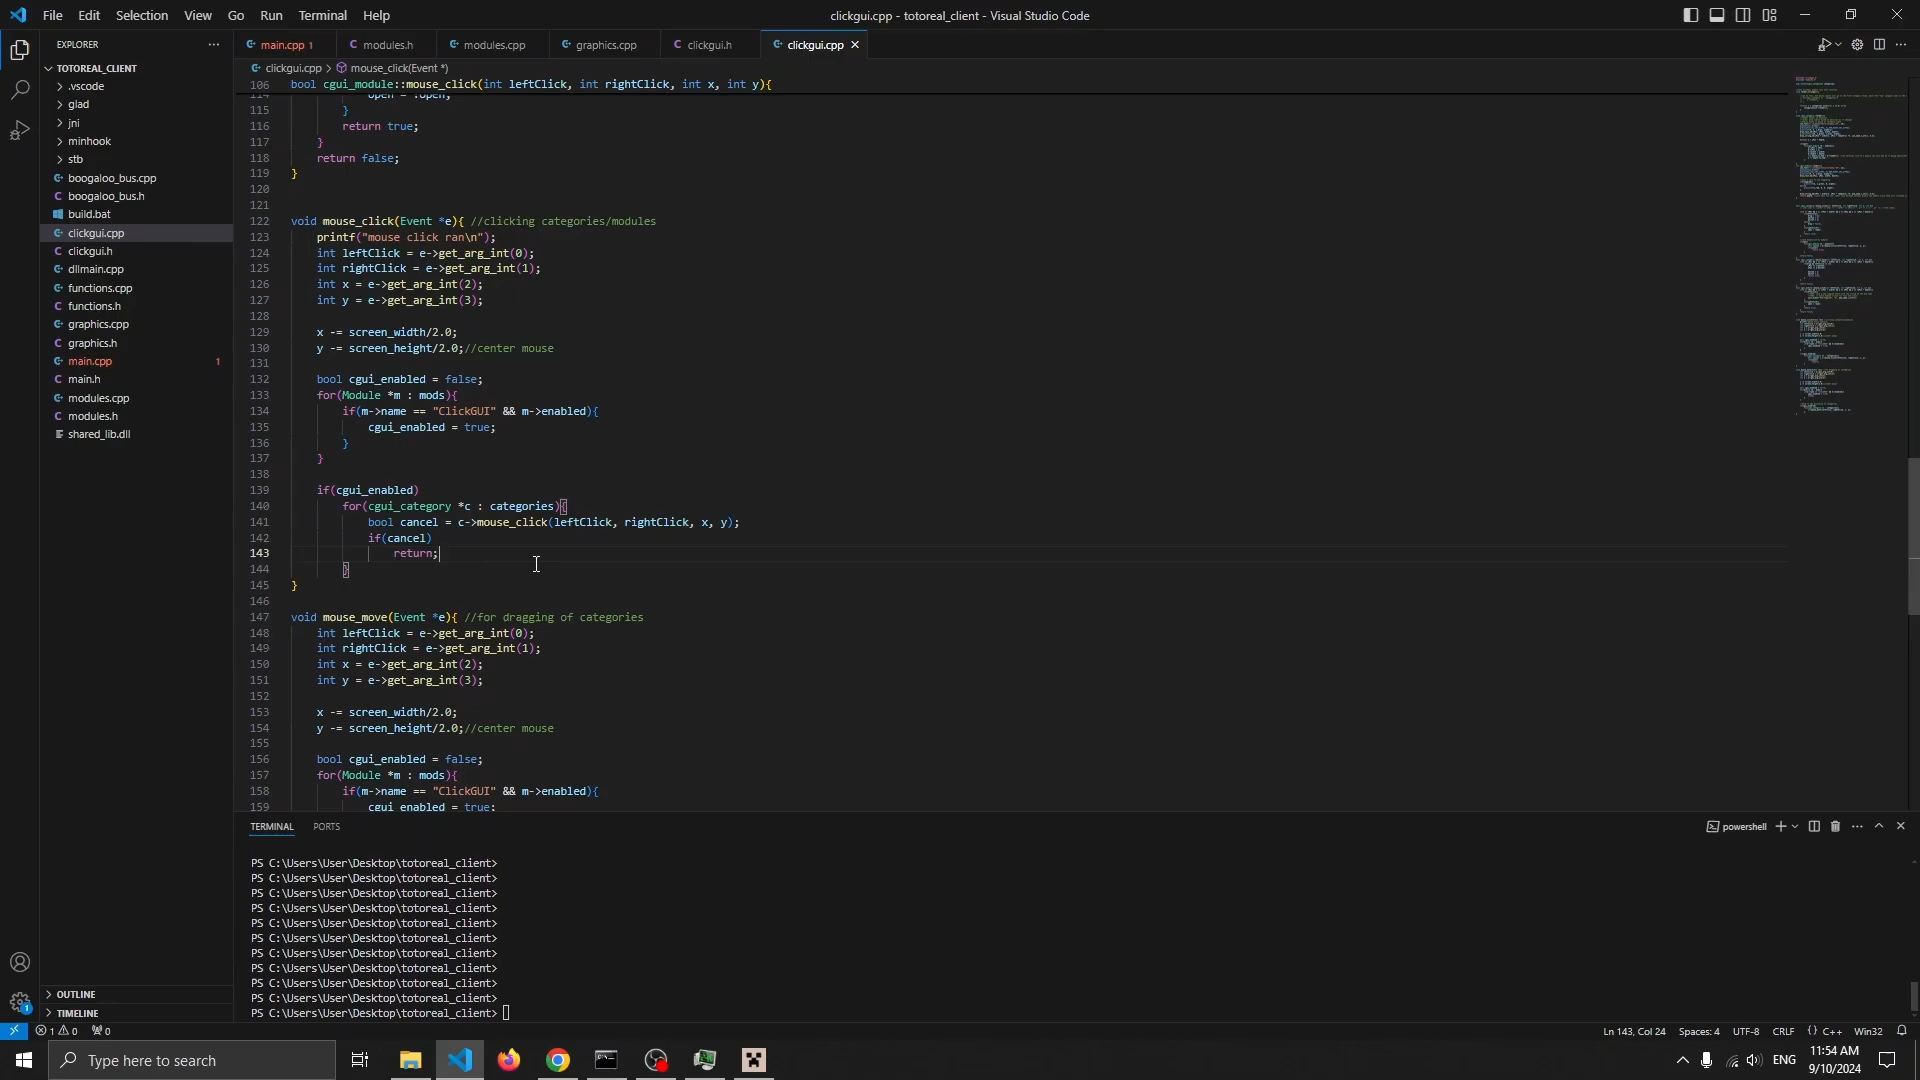 File Edit Selection View Go Run Terminal Help
clickgui.cpp - totoreal_client - Visual Studio Code
EXPLORER
TOTOREAL_CLIENT
.vscode
glad
jni
minhook
stb
boogaloo_bus.cpp
boogaloo_bus.h
build.bat
clickgui.cpp
clickgui.h
dllmain.cpp
functions.cpp
functions.h
graphics.cpp
graphics.h
main.cpp 1
main.h
modules.cpp
modules.h
shared_lib.dll
OUTLINE
TIMELINE
main.cpp 1 modules.h modules.cpp graphics.cpp clickgui.h clickgui.cpp
clickgui.cpp > mouse_click(Event *)
106 bool cgui_module::mouse_click(int leftClick, int rightClick, int x, int y){
open = !open;
115 }
116 return true;
117 }
118 return false;
119 }
120
121
122 void mouse_click(Event *e){ //clicking categories/modules
123 printf("mouse click ran\n");
124 int leftClick = e->get_arg_int(0);
125 int rightClick = e->get_arg_int(1);
126 int x = e->get_arg_int(2);
127 int y = e->get_arg_int(3);
128
129 x -= screen_width/2.0;
130 y -= screen_height/2.0;//center mouse
131
132 bool cgui_enabled = false;
133 for(Module *m : mods){
134 if(m->name == "ClickGUI" && m->enabled){
135 cgui_enabled = true;
136 }
137 }
138
139 if(cgui_enabled)
140 for(cgui_category *c : categories){
141 bool cancel = c->mouse_click(leftClick, rightClick, x, y);
142 if(cancel)
143 return;
144 }
145 }
146
147 void mouse_move(Event *e){ //for dragging of categories
148 int leftClick = e->get_arg_int(0);
149 int rightClick = e->get_arg_int(1);
150 int x = e->get_arg_int(2);
151 int y = e->get_arg_int(3);
152
153 x -= screen_width/2.0;
154 y -= screen_height/2.0;//center mouse
155
156 bool cgui_enabled = false;
157 for(Module *m : mods){
158 if(m->name == "ClickGUI" && m->enabled){
159 cgui_enabled = true;
TERMINAL PORTS
powershell
PS C:\Users\User\Desktop\totoreal_client>
PS C:\Users\User\Desktop\totoreal_client>
PS C:\Users\User\Desktop\totoreal_client>
PS C:\Users\User\Desktop\totoreal_client>
PS C:\Users\User\Desktop\totoreal_client>
PS C:\Users\User\Desktop\totoreal_client>
PS C:\Users\User\Desktop\totoreal_client>
PS C:\Users\User\Desktop\totoreal_client>
PS C:\Users\User\Desktop\totoreal_client>
PS C:\Users\User\Desktop\totoreal_client>
PS C:\Users\User\Desktop\totoreal_client>
1 0 0
Ln 143, Col 24 Spaces: 4 UTF-8 CRLF {} C++ Win32
Type here to search
ENG
11:54 AM
9/10/2024